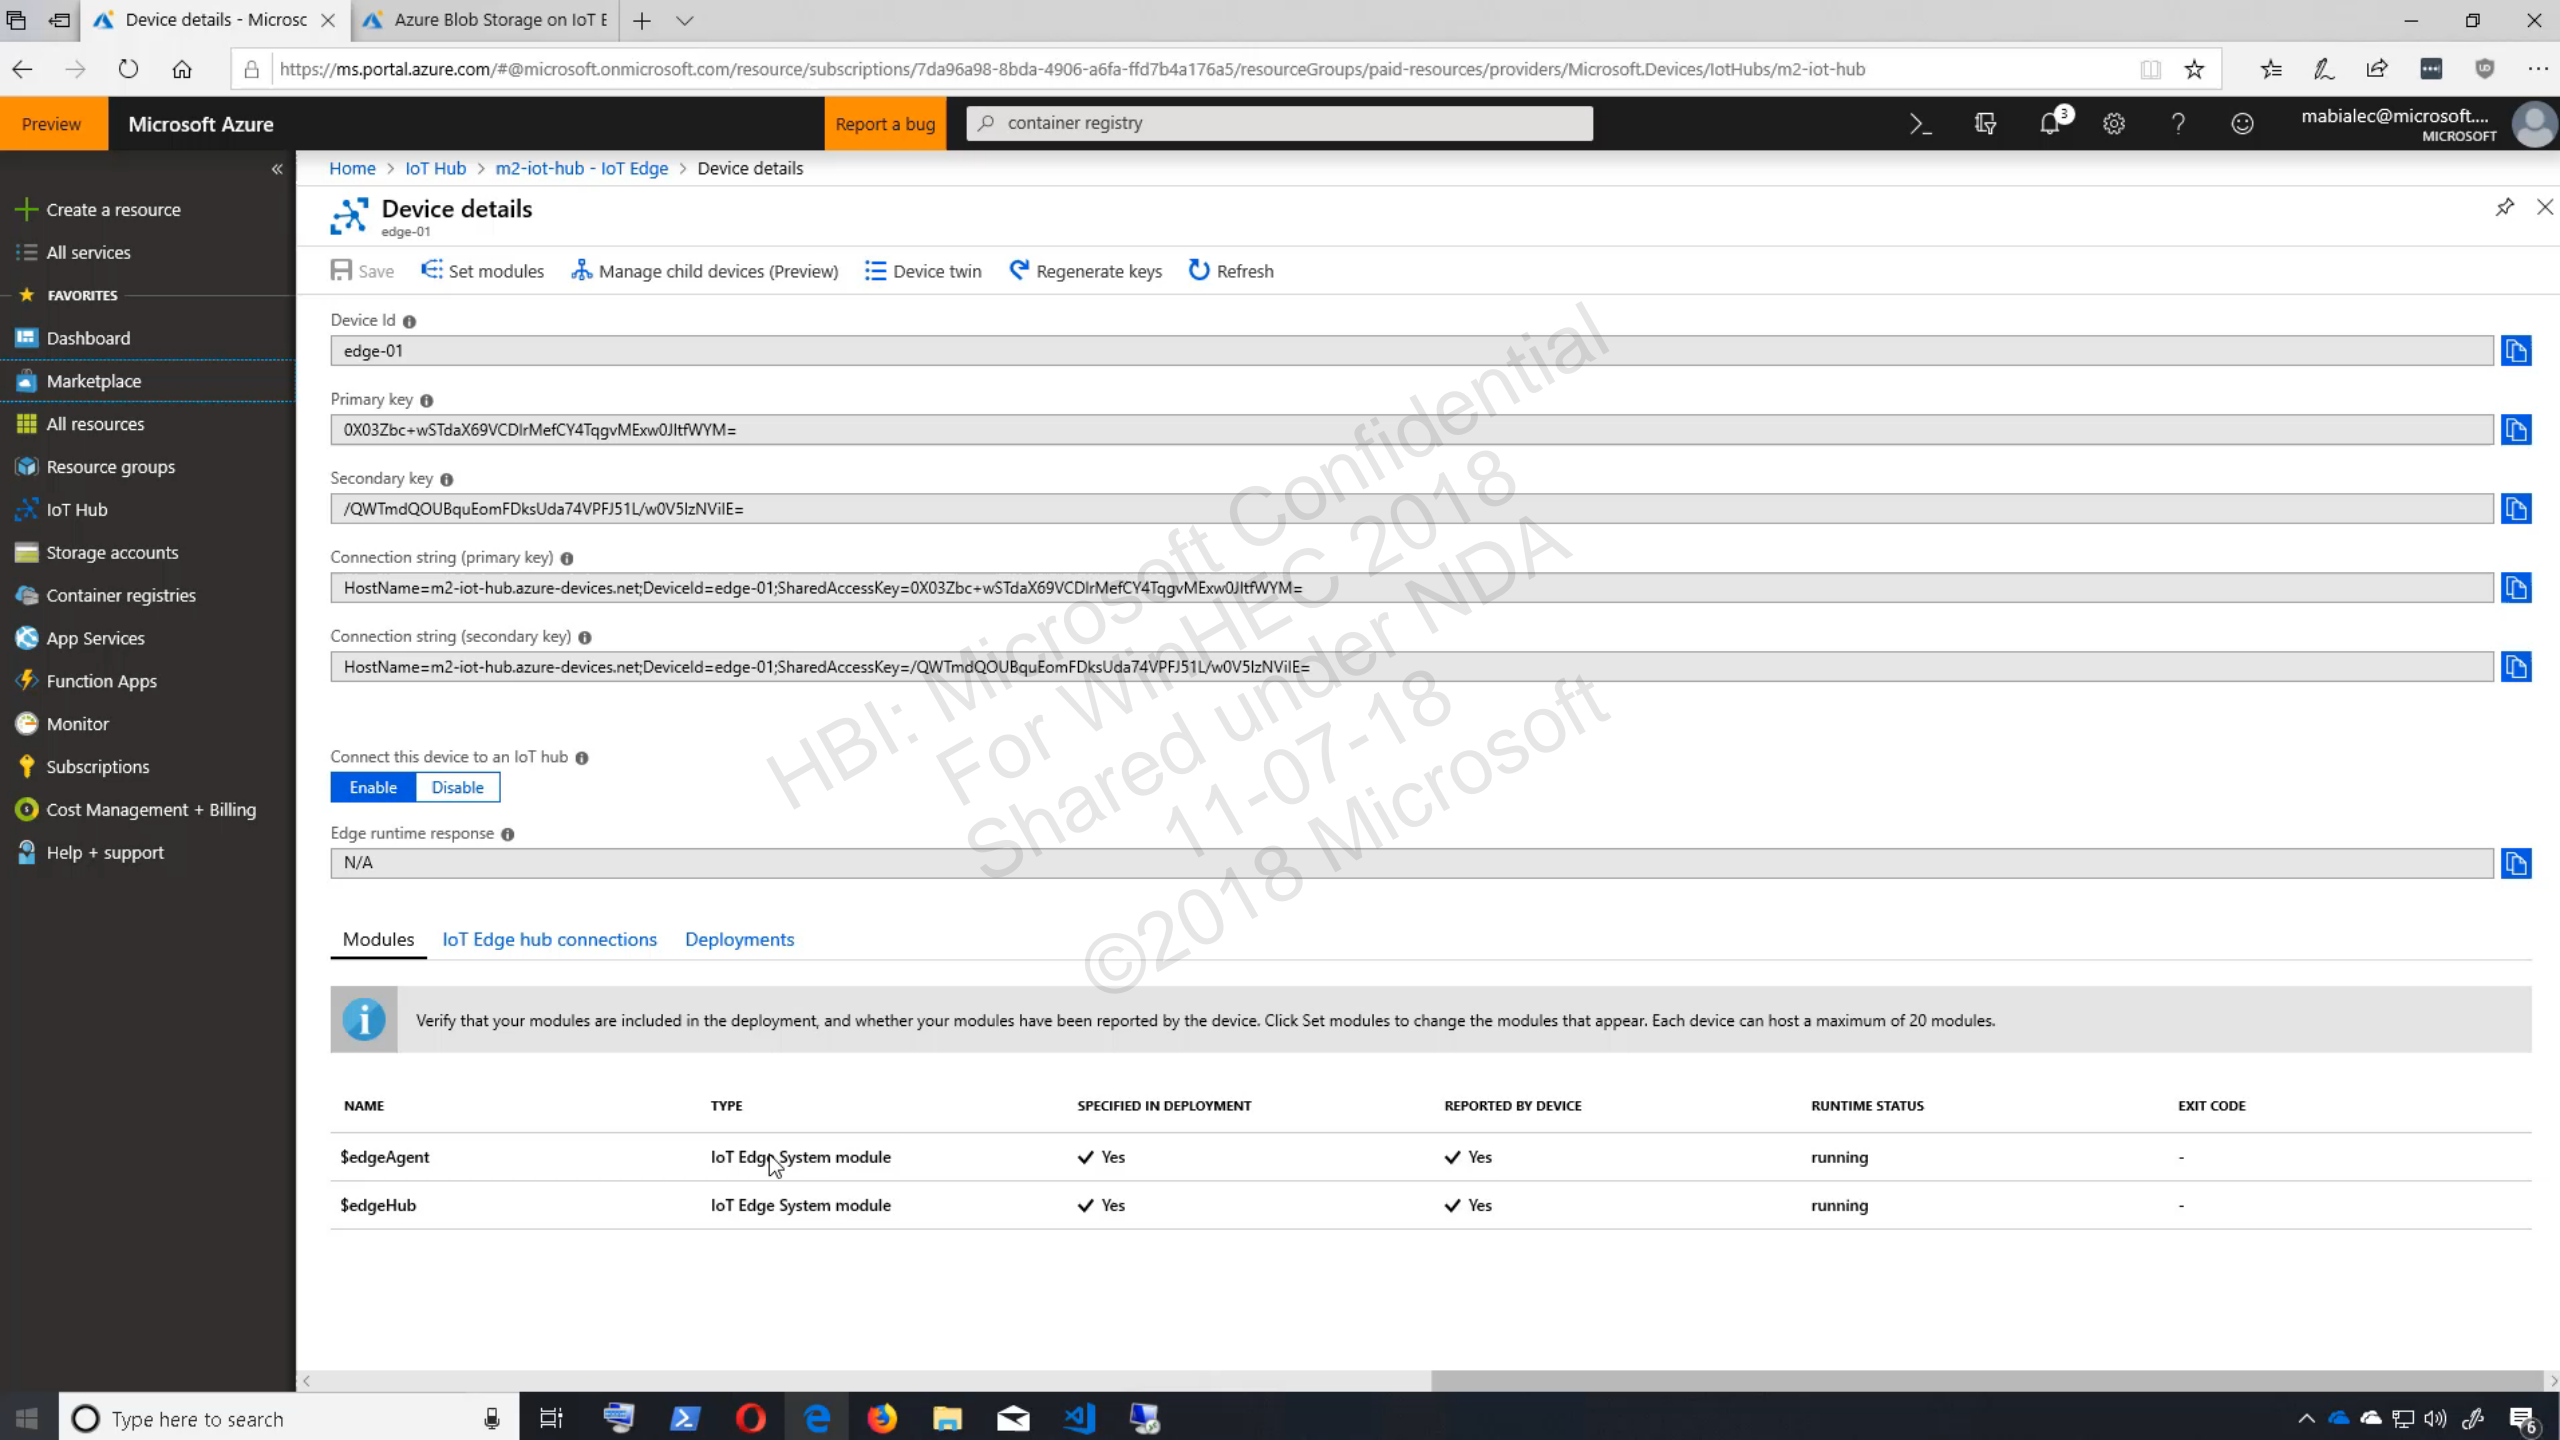 Device details - Microsc
Azure Blob Storage on IoT E
https://ms.portal.azure.com/#@microsoft.onmicrosoft.com/resource/subscriptions/7da96a98-8bda-4906-a6fa-ffd7b4a176a5/resourceGroups/paid-resources/providers/Microsoft.Devices/IotHubs/m2-iot-hub
Preview
Microsoft Azure
Report a bug
container registry
3
mabialec@microsoft....
MICROSOFT
Create a resource
All services
FAVORITES
Dashboard
Marketplace
All resources
Resource groups
IoT Hub
Storage accounts
Container registries
App Services
Function Apps
Monitor
Subscriptions
Cost Management + Billing
Help + support
Home > IoT Hub > m2-iot-hub - IoT Edge > Device details
Device details
edge-01
Save Set modules Manage child devices (Preview) Device twin Regenerate keys Refresh
Device Id
edge-01
Primary key
0X03Zbc+wSTdaX69VCDlrMefCY4TqgvMExw0JItfWYM=
Secondary key
/QWTmdQOUBquEomFDksUda74VPFJ51L/w0V5IzNViIE=
Connection string (primary key)
HostName=m2-iot-hub.azure-devices.net;DeviceId=edge-01;SharedAccessKey=0X03Zbc+wSTdaX69VCDlrMefCY4TqgvMExw0JItfWYM=
Connection string (secondary key)
HostName=m2-iot-hub.azure-devices.net;DeviceId=edge-01;SharedAccessKey=/QWTmdQOUBquEomFDksUda74VPFJ51L/w0V5IzNViIE=
Connect this device to an IoT hub
Enable Disable
Edge runtime response
N/A
Modules IoT Edge hub connections Deployments
Verify that your modules are included in the deployment, and whether your modules have been reported by the device. Click Set modules to change the modules that appear. Each device can host a maximum of 20 modules.
NAME TYPE SPECIFIED IN DEPLOYMENT REPORTED BY DEVICE RUNTIME STATUS EXIT CODE
$edgeAgent IoT Edge System module Yes Yes running -
$edgeHub IoT Edge System module Yes Yes running -
HBI: Microsoft Confidential
For WinHEC 2018
Shared under NDA
11-07-18
©2018 Microsoft
Type here to search
6